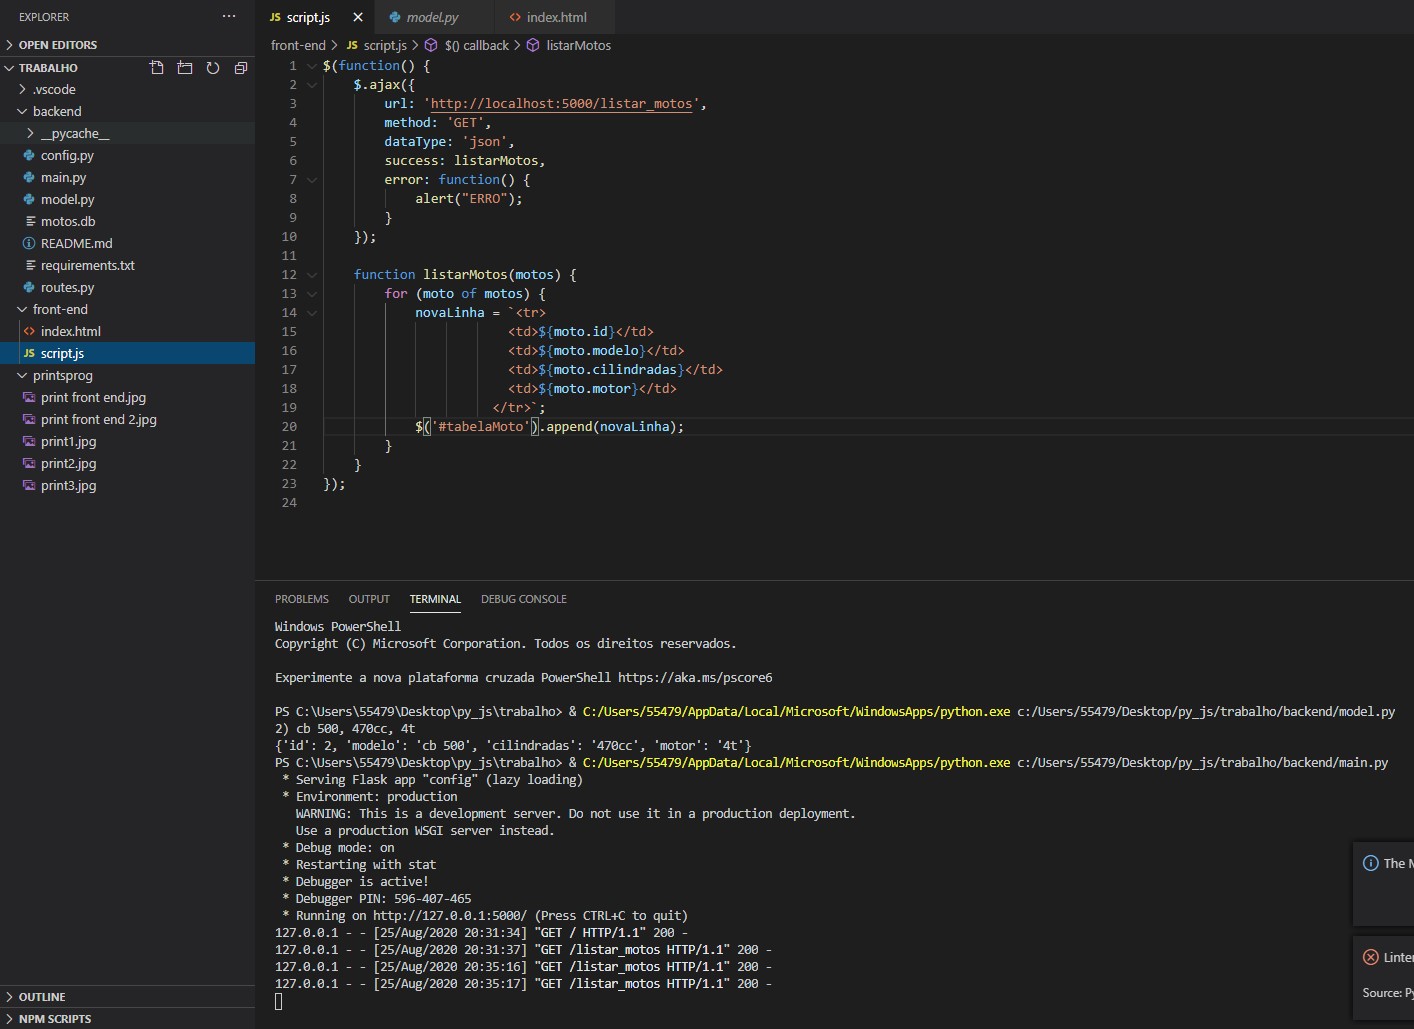 EXPLORER
OPEN EDITORS
TRABALHO
.vscode
backend
__pycache__
config.py
main.py
model.py
motos.db
README.md
requirements.txt
routes.py
front-end
index.html
JS script.js
printsprog
print front end.jpg
print front end 2.jpg
print1.jpg
print2.jpg
print3.jpg
OUTLINE
NPM SCRIPTS
JS script.js
model.py
index.html
front-end > JS script.js > $() callback > listarMotos
1 $(function() {
2 $.ajax({
3 url: 'http://localhost:5000/listar_motos',
4 method: 'GET',
5 dataType: 'json',
6 success: listarMotos,
7 error: function() {
8 alert("ERRO");
9 }
10 });
11
12 function listarMotos(motos) {
13 for (moto of motos) {
14 novaLinha = `<tr>
15 <td>${moto.id}</td>
16 <td>${moto.modelo}</td>
17 <td>${moto.cilindradas}</td>
18 <td>${moto.motor}</td>
19 </tr>`;
20 $('#tabelaMoto').append(novaLinha);
21 }
22 }
23 });
24
PROBLEMS OUTPUT TERMINAL DEBUG CONSOLE
Windows PowerShell
Copyright (C) Microsoft Corporation. Todos os direitos reservados.
Experimente a nova plataforma cruzada PowerShell https://aka.ms/pscore6
PS C:\Users\55479\Desktop\py_js\trabalho> & C:/Users/55479/AppData/Local/Microsoft/WindowsApps/python.exe c:/Users/55479/Desktop/py_js/trabalho/backend/model.py
2) cb 500, 470cc, 4t
{'id': 2, 'modelo': 'cb 500', 'cilindradas': '470cc', 'motor': '4t'}
PS C:\Users\55479\Desktop\py_js\trabalho> & C:/Users/55479/AppData/Local/Microsoft/WindowsApps/python.exe c:/Users/55479/Desktop/py_js/trabalho/backend/main.py
* Serving Flask app "config" (lazy loading)
* Environment: production
WARNING: This is a development server. Do not use it in a production deployment.
Use a production WSGI server instead.
* Debug mode: on
* Restarting with stat
* Debugger is active!
* Debugger PIN: 596-407-465
* Running on http://127.0.0.1:5000/ (Press CTRL+C to quit)
127.0.0.1 - - [25/Aug/2020 20:31:34] "GET / HTTP/1.1" 200 -
127.0.0.1 - - [25/Aug/2020 20:31:37] "GET /listar_motos HTTP/1.1" 200 -
127.0.0.1 - - [25/Aug/2020 20:35:16] "GET /listar_motos HTTP/1.1" 200 -
127.0.0.1 - - [25/Aug/2020 20:35:17] "GET /listar_motos HTTP/1.1" 200 -
The
Source: